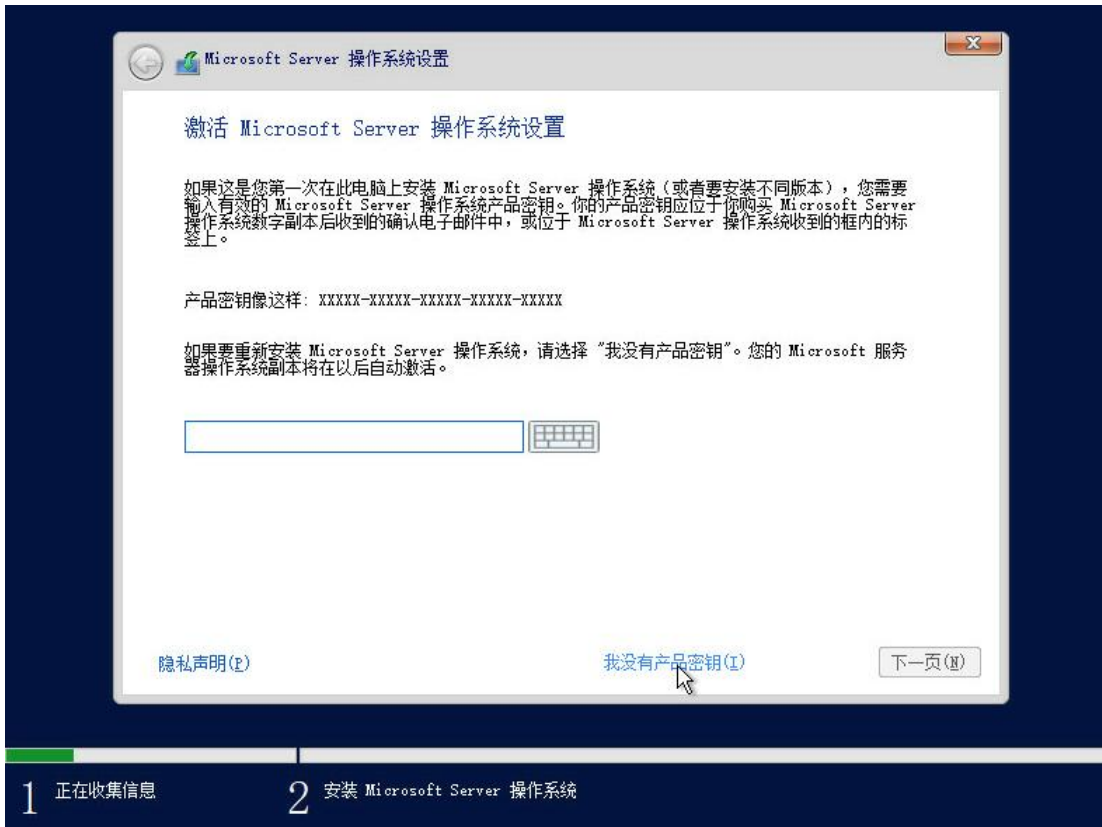 Microsoft Server 操作系统设置
激活 Microsoft Server 操作系统设置
如果这是您第一次在此电脑上安装 Microsoft Server 操作系统（或者要安装不同版本），您需要
输入有效的 Microsoft Server 操作系统产品密钥。你的产品密钥应位于你购买 Microsoft Server
操作系统数字副本后收到的确认电子邮件中，或位于 Microsoft Server 操作系统收到的框内的标
签上。
产品密钥像这样: XXXXX-XXXXX-XXXXX-XXXXX-XXXXX
如果要重新安装 Microsoft Server 操作系统，请选择 "我没有产品密钥"。您的 Microsoft 服务
器操作系统副本将在以后自动激活。
隐私声明(P)
我没有产品密钥(I)
下一页(N)
1 正在收集信息
2 安装 Microsoft Server 操作系统